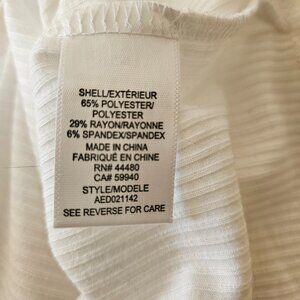 SHELL/EXTÉRIEUR
65% POLYESTER/
POLYESTER
29% RAYON/RAYONNE
6% SPANDEX/SPANDEX
MADE IN CHINA
FABRIQUÉ EN CHINE
RN# 44480
CA# 59940
STYLE/MODELE
AED021142
SEE REVERSE FOR CARE